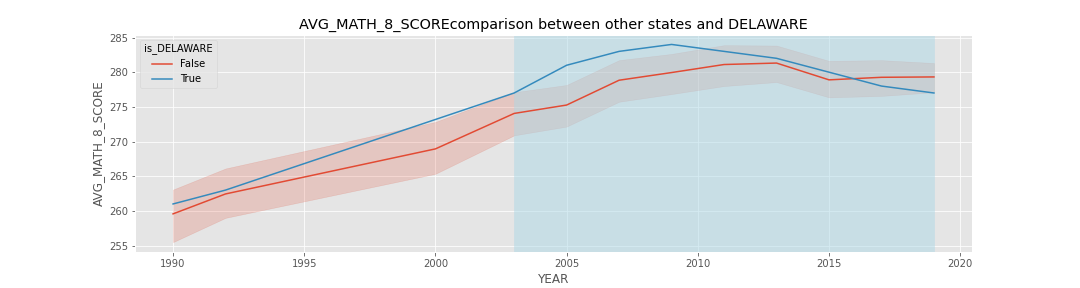 AVG_MATH_8_SCOREcomparison between other states and DELAWARE
is_DELAWARE
False
True
AVG_MATH_8_SCORE
285
280
275
270
265
260
255
1990
1995
2000
2005
2010
2015
2020
YEAR